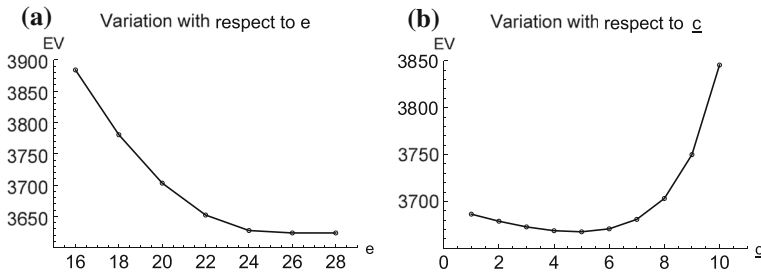 (a) Variation with respect to e
EV
3900
3850
3800
3750
3700
3650
16 18 20 22 24 26 28 e
(b) Variation with respect to c
EV
3850
3800
3750
3700
0 2 4 6 8 10 c